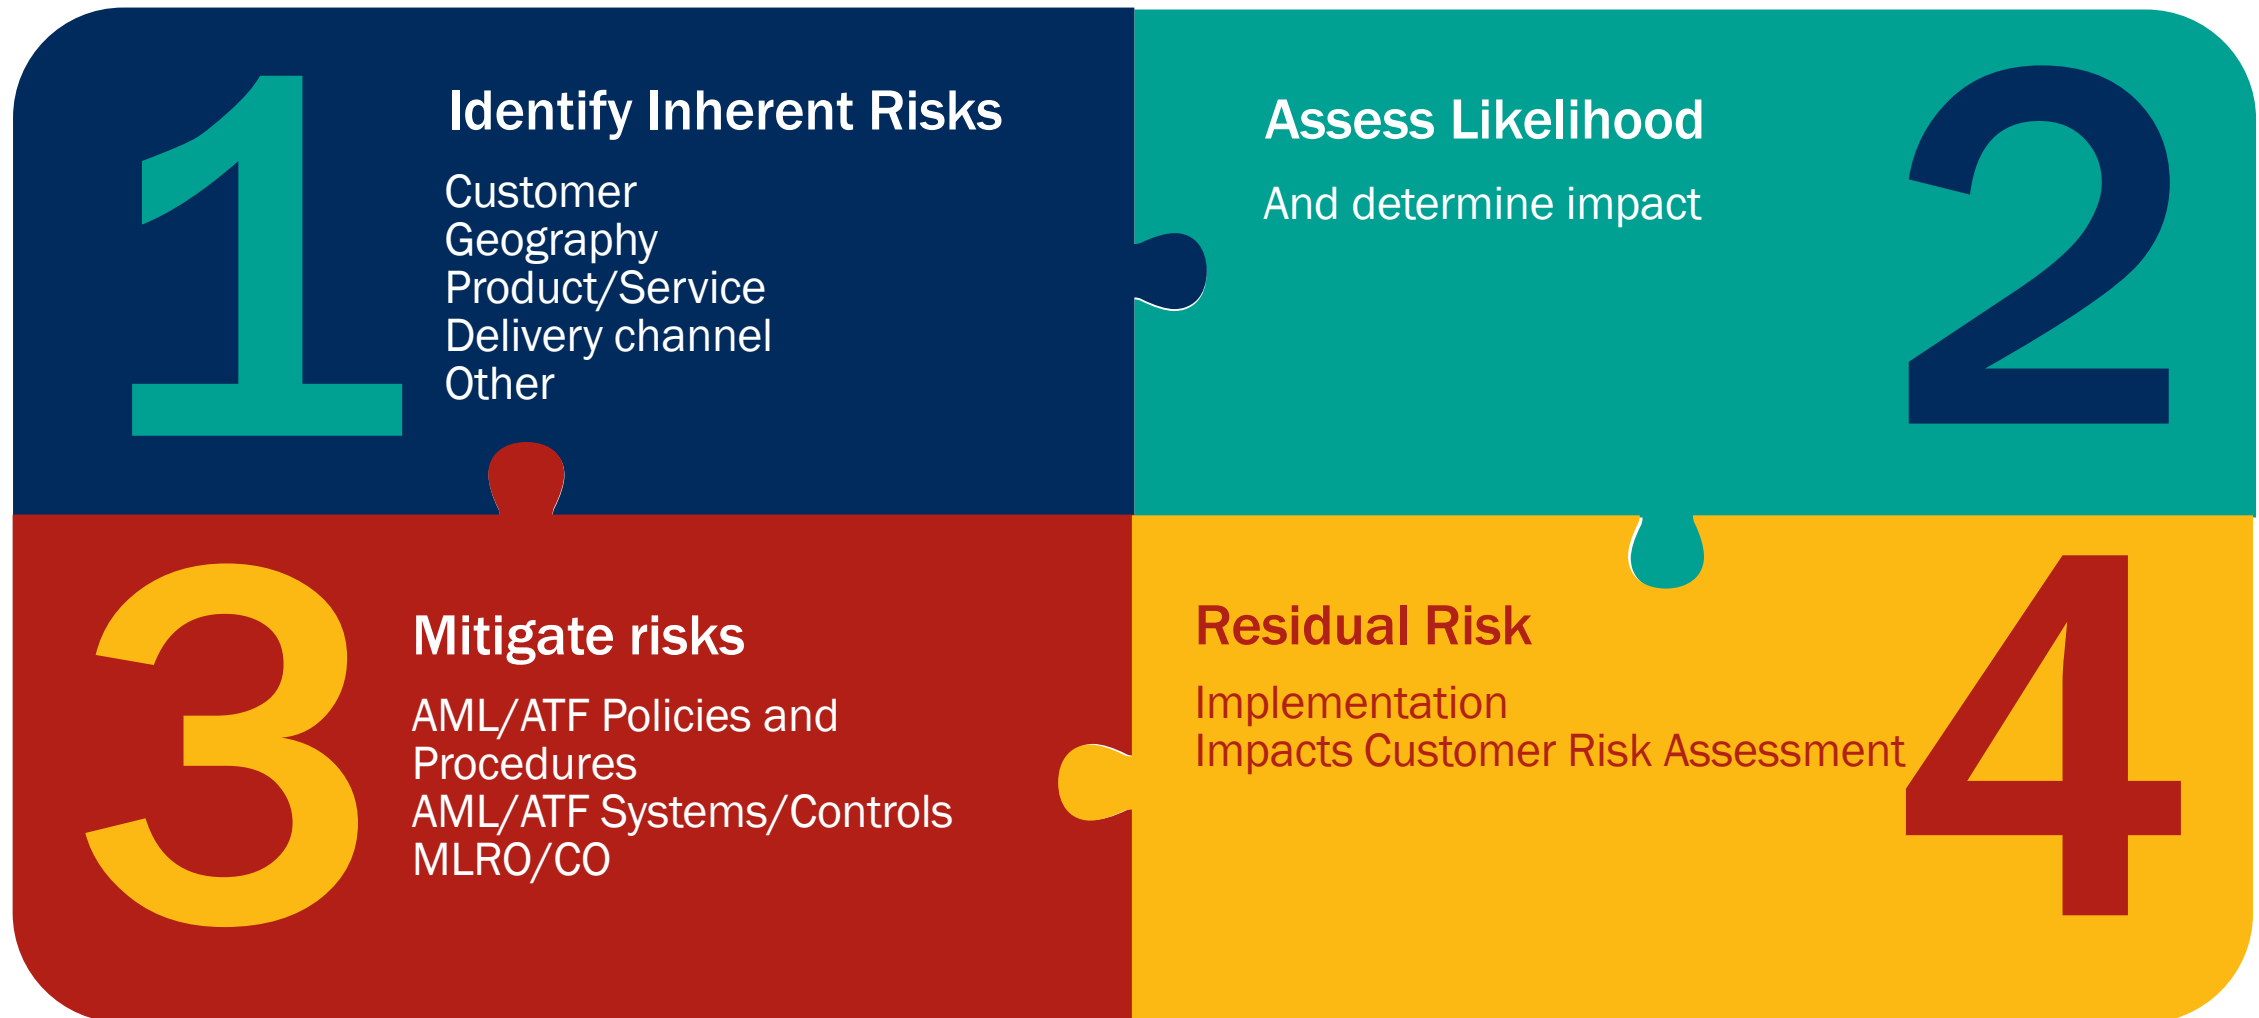 1
Identify Inherent Risks
Customer
Geography
Product/Service
Delivery channel
Other
2
Assess Likelihood
And determine impact
3
Mitigate risks
AML/ATF Policies and
Procedures
AML/ATF Systems/Controls
MLRO/CO
4
Residual Risk
Implementation
Impacts Customer Risk Assessment